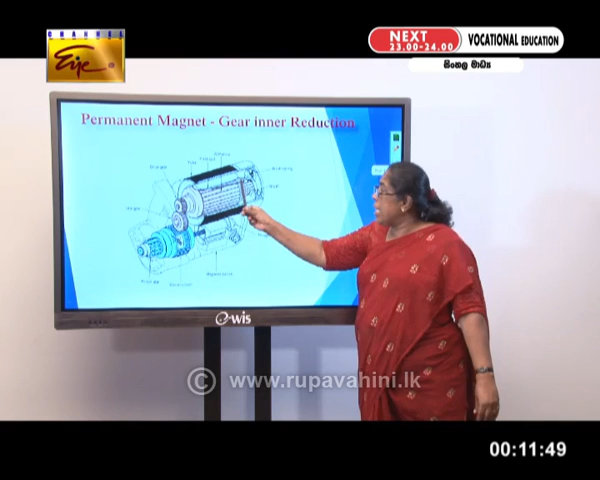 CHANNEL
Eye
NEXT
23.00-24.00
VOCATIONAL EDUCATION
සිංහල මාධ්‍ය
Permanent Magnet - Gear inner Reduction
e-wis
© www.rupavahini.lk
00:11:49